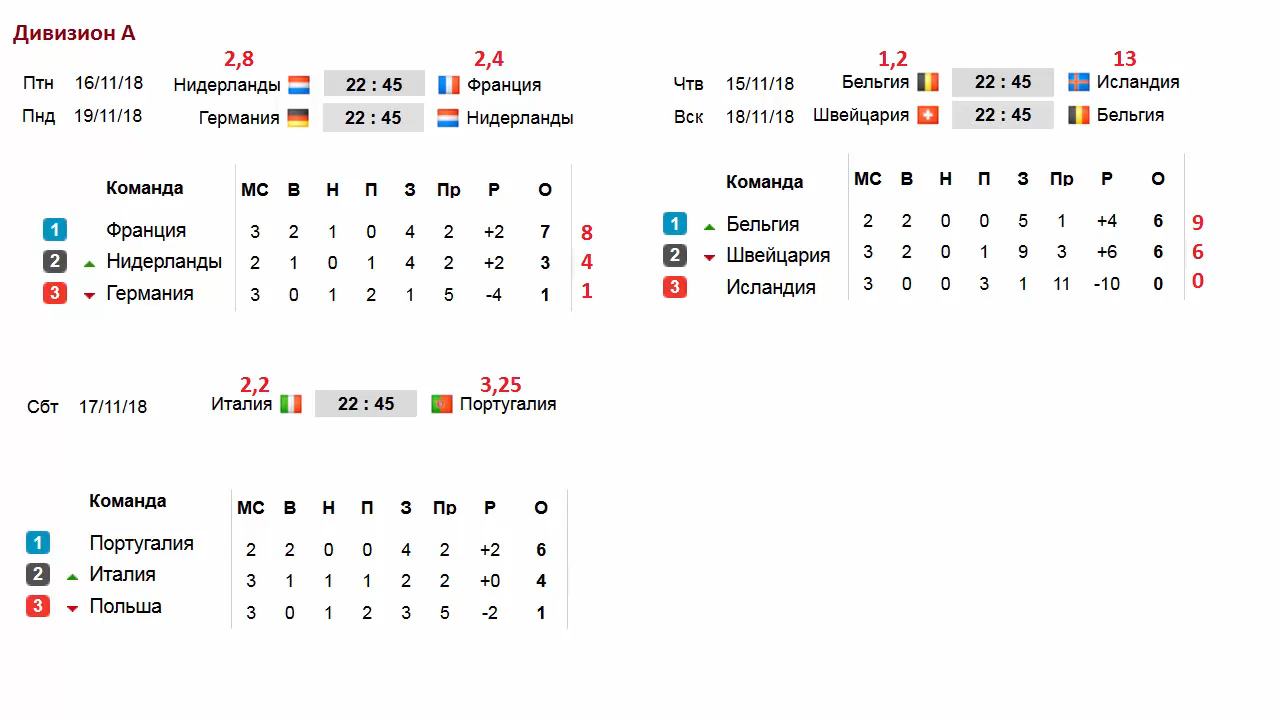 Дивизион А
2,8 2,4
Птн 16/11/18 Нидерланды 22 : 45 Франция
Пнд 19/11/18 Германия 22 : 45 Нидерланды
Команда МС В Н П З Пр Р О
1 Франция 3 2 1 0 4 2 +2 7 8
2 Нидерланды 2 1 0 1 4 2 +2 3 4
3 Германия 3 0 1 2 1 5 -4 1 1
1,2 13
Чтв 15/11/18 Бельгия 22 : 45 Исландия
Вск 18/11/18 Швейцария 22 : 45 Бельгия
Команда МС В Н П З Пр Р О
1 Бельгия 2 2 0 0 5 1 +4 6 9
2 Швейцария 3 2 0 1 9 3 +6 6 6
3 Исландия 3 0 0 3 1 11 -10 0 0
2,2 3,25
Сбт 17/11/18 Италия 22 : 45 Португалия
Команда МС В Н П З Пр Р О
1 Португалия 2 2 0 0 4 2 +2 6
2 Италия 3 1 1 1 2 2 +0 4
3 Польша 3 0 1 2 3 5 -2 1